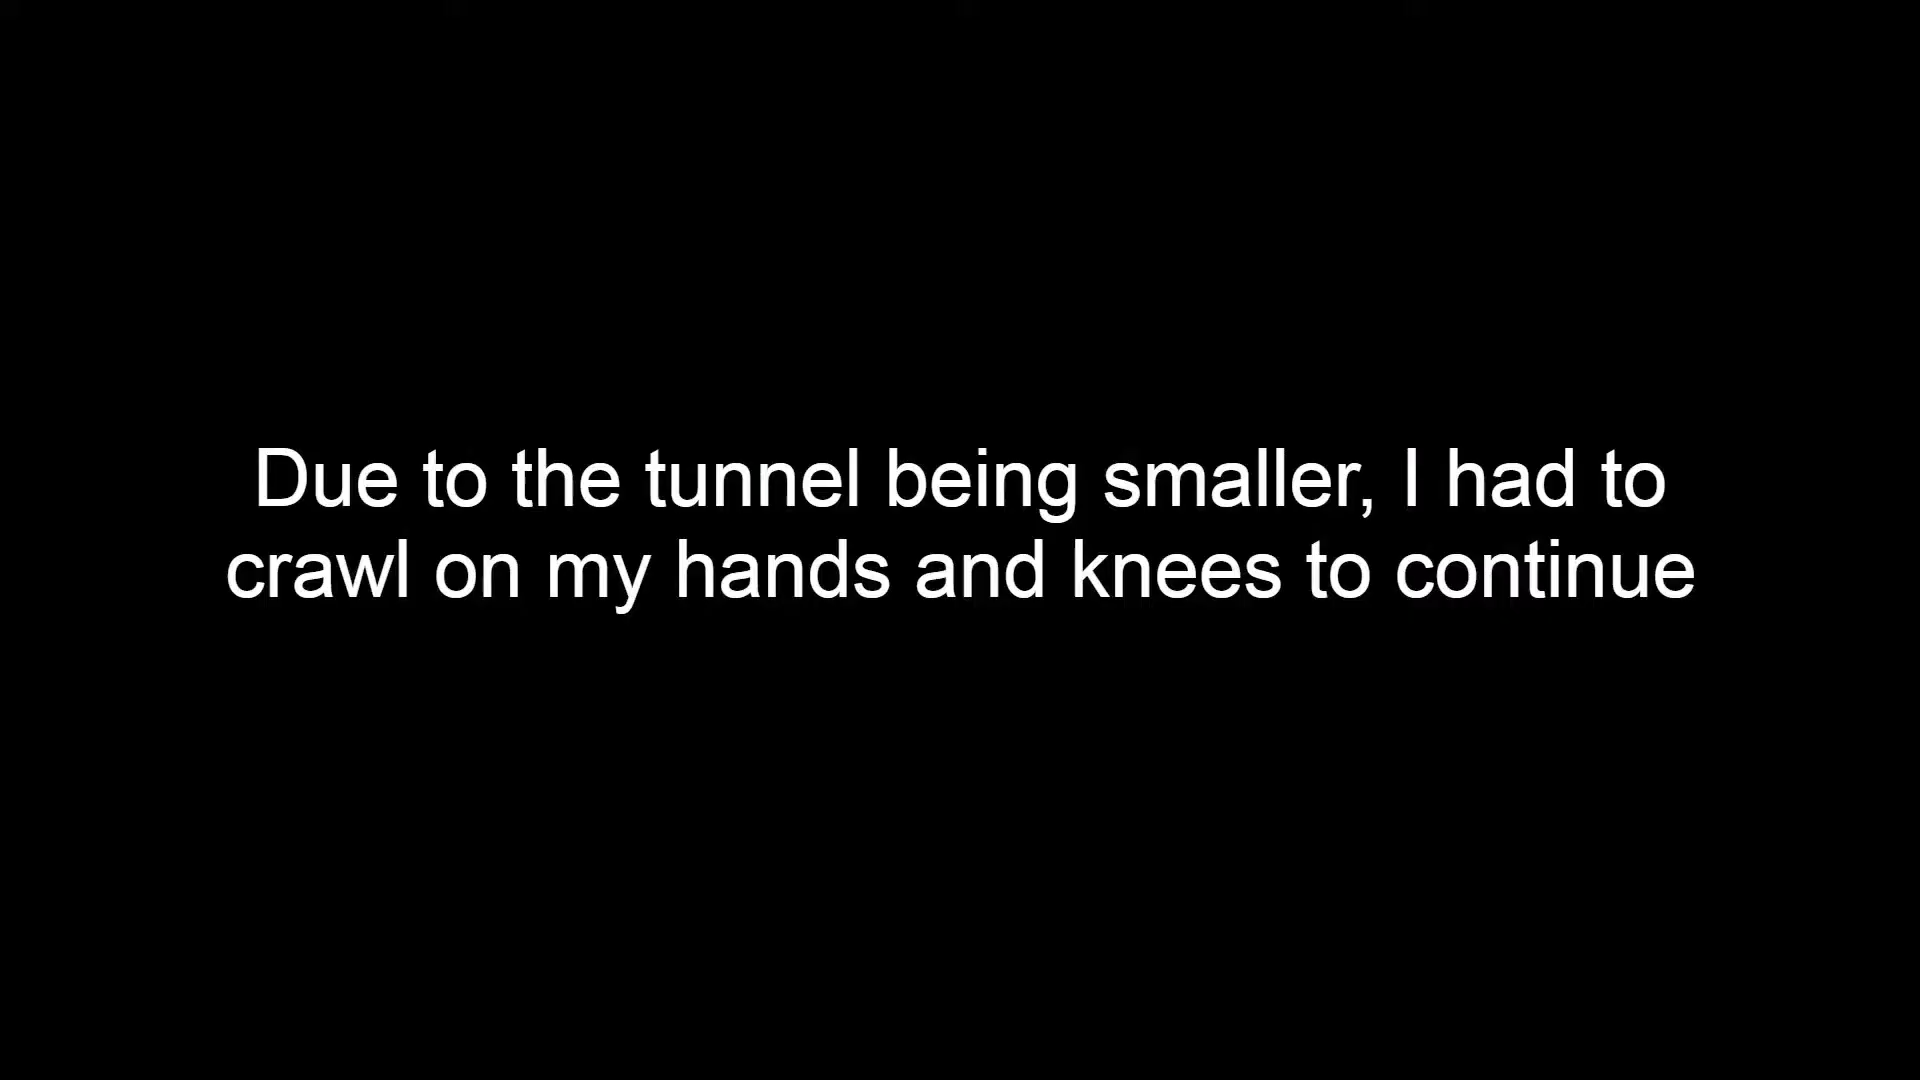 Due to the tunnel being smaller, I had to
crawl on my hands and knees to continue